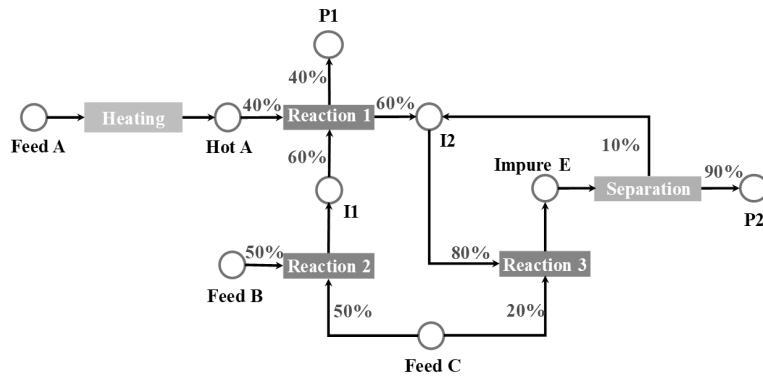 P1
40%
Heating
40%
Reaction 1
60%
Feed A
Hot A
I2
10%
60%
Impure E
Separation
90%
I1
P2
50%
Reaction 2
80%
Reaction 3
Feed B
50%
20%
Feed C